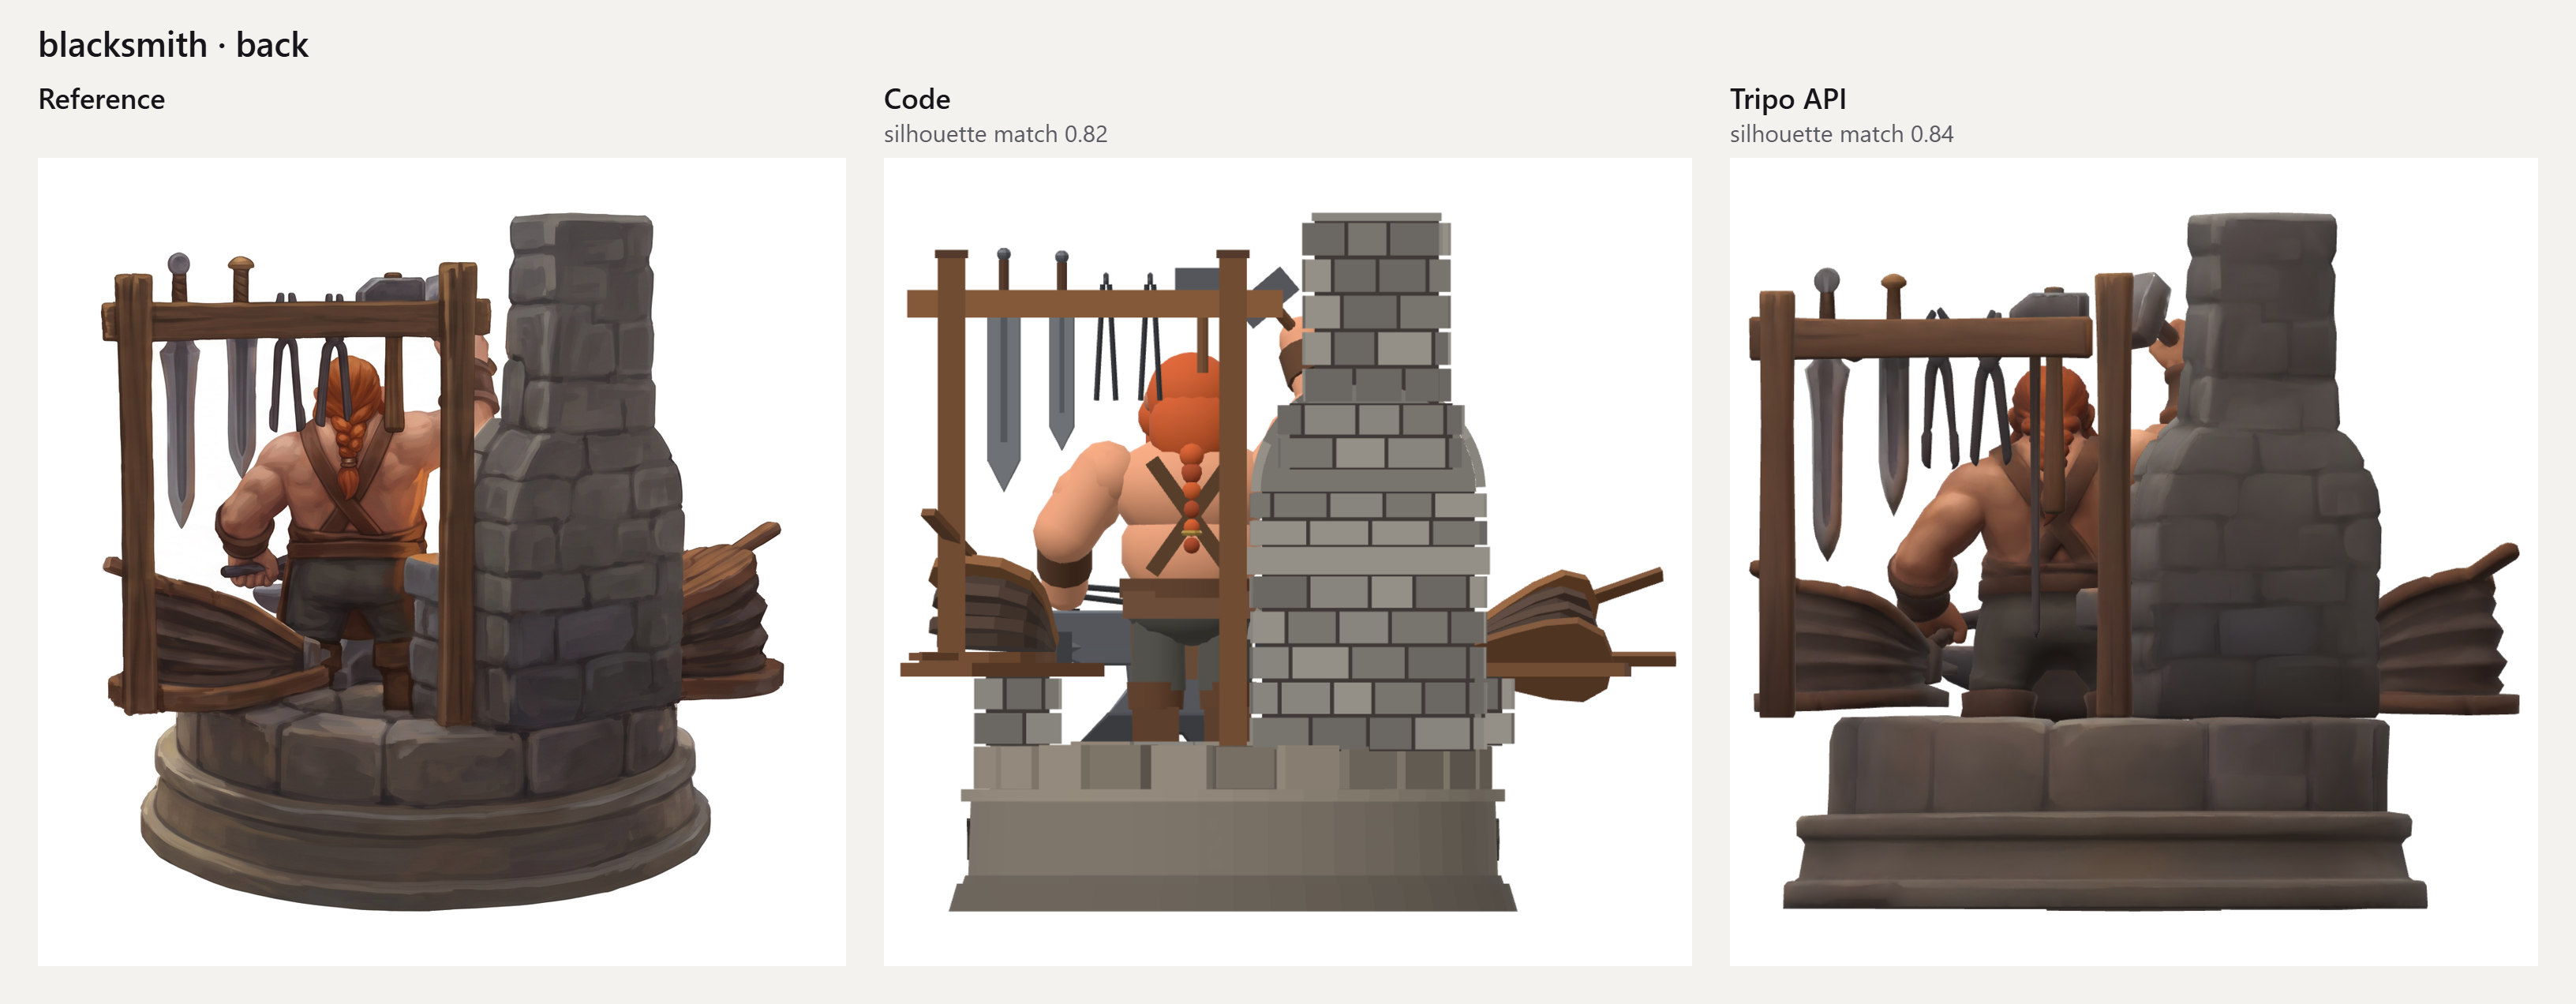 blacksmith · back
Reference
Code
silhouette match 0.82
Tripo API
silhouette match 0.84